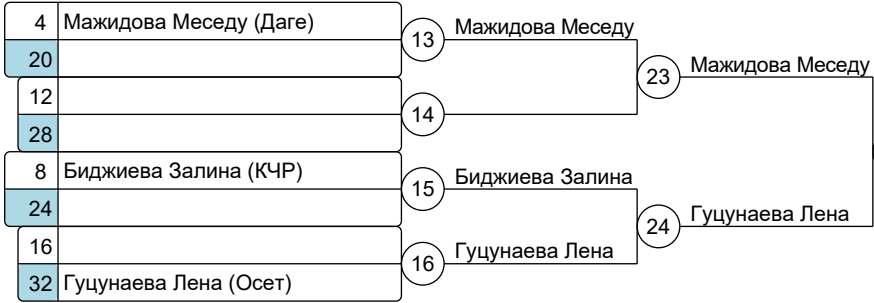 4 Мажидова Меседу (Даге)
20
13 Мажидова Меседу
23 Мажидова Меседу
12
28
14
8 Биджиева Залина (КЧР)
24
15 Биджиева Залина
24 Гуцунаева Лена
16
32 Гуцунаева Лена (Осет)
16 Гуцунаева Лена